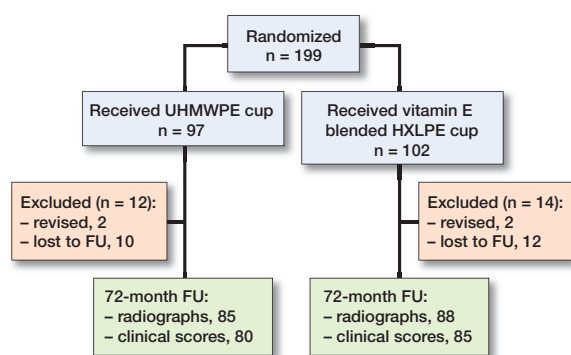 Randomized
n = 199
Received UHMWPE cup
n = 97
Received vitamin E
blended HXLPE cup
n = 102
Excluded (n = 12):
– revised, 2
– lost to FU, 10
Excluded (n = 14):
– revised, 2
– lost to FU, 12
72-month FU:
– radiographs, 85
– clinical scores, 80
72-month FU:
– radiographs, 88
– clinical scores, 85